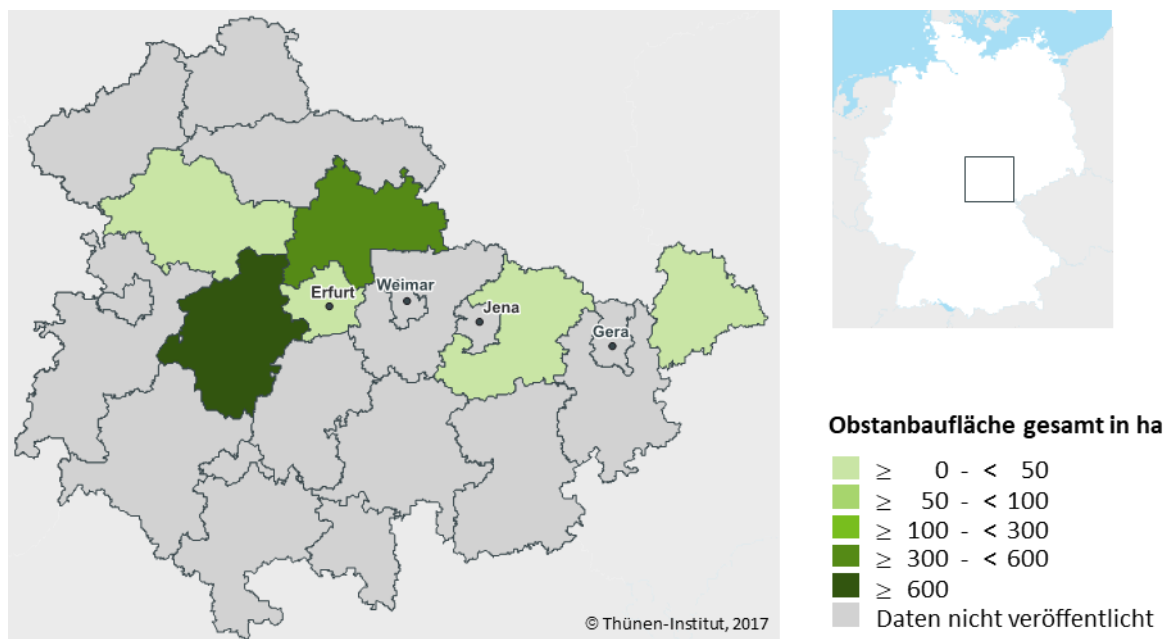 Erfurt
Weimar
Jena
Gera
© Thünen-Institut, 2017
Obstanbaufläche gesamt in ha
≥ 0 - < 50
≥ 50 - < 100
≥ 100 - < 300
≥ 300 - < 600
≥ 600
Daten nicht veröffentlicht